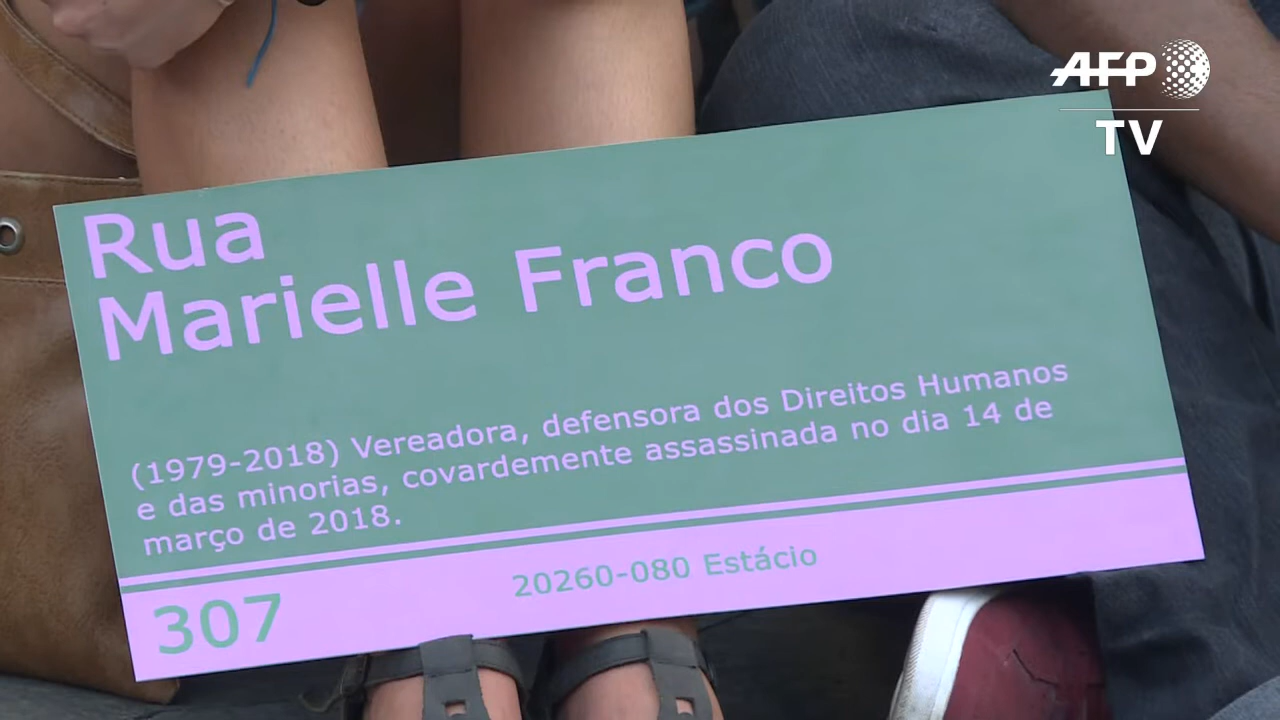 AFP
TV
Rua
Marielle Franco
(1979-2018) Vereadora, defensora dos Direitos Humanos
e das minorias, covardemente assassinada no dia 14 de
março de 2018.
20260-080 Estácio
307